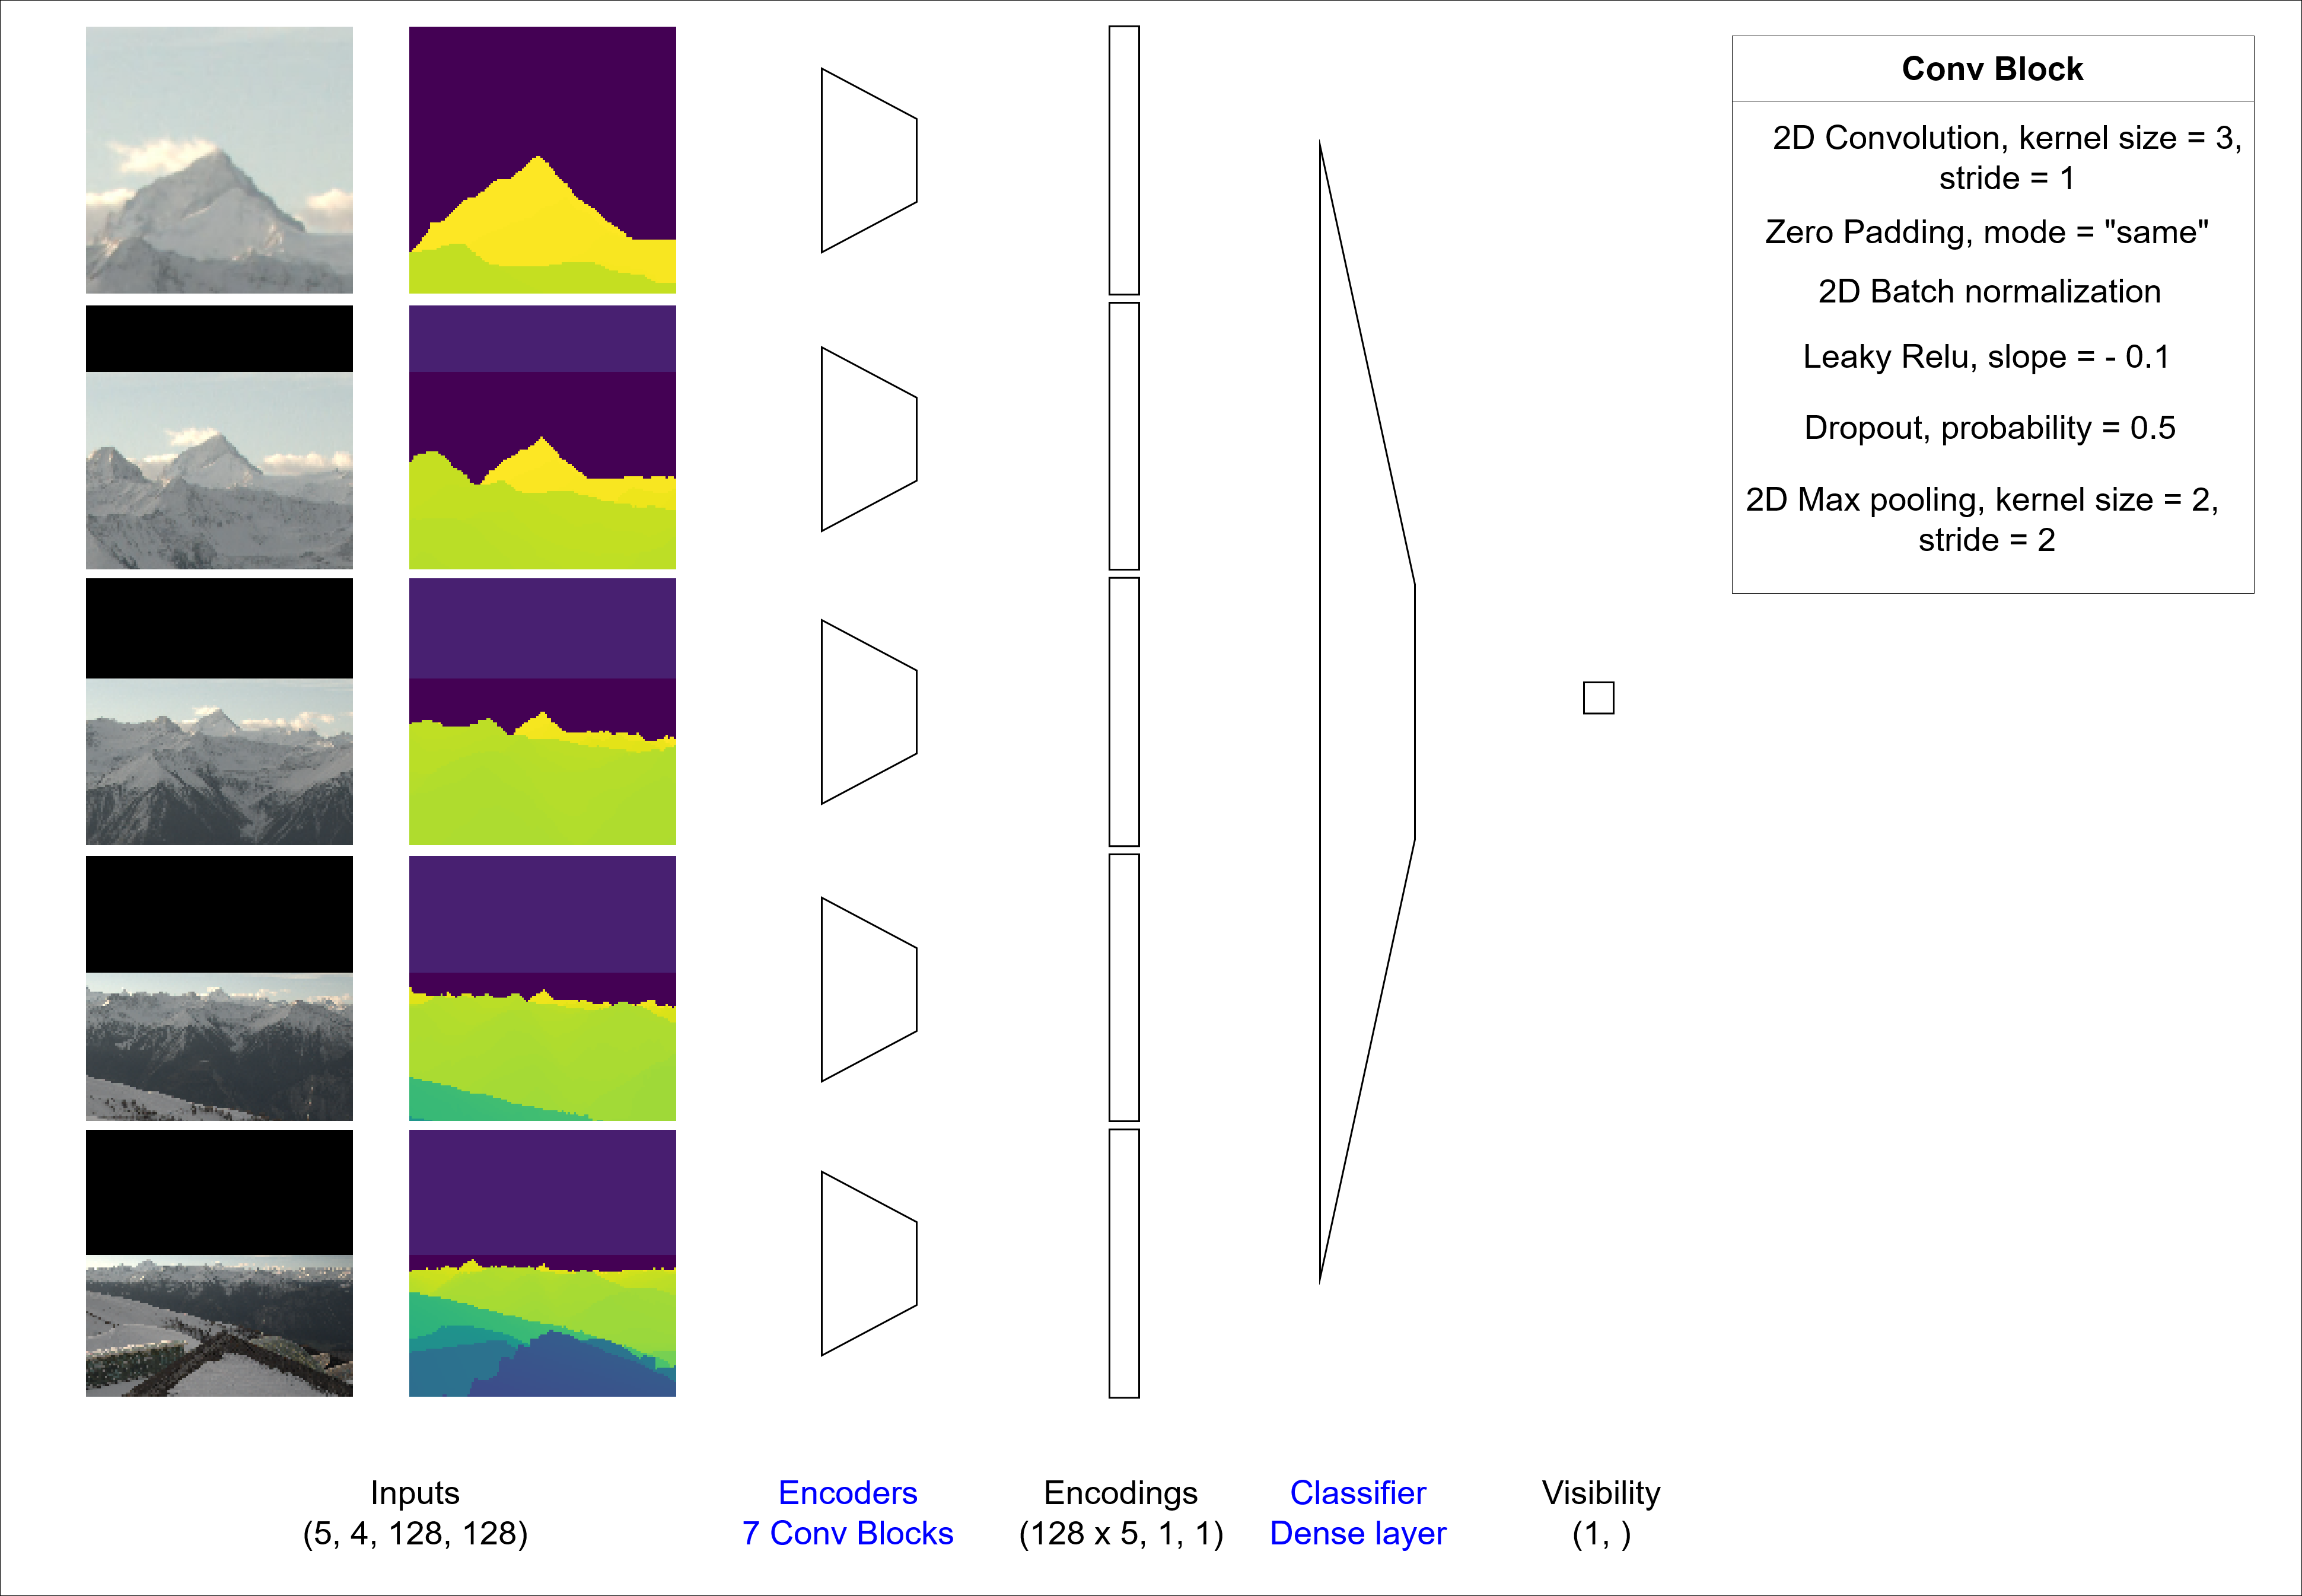 Conv Block
2D Convolution, kernel size = 3,
stride = 1
Zero Padding, mode = "same"
2D Batch normalization
Leaky Relu, slope = - 0.1
Dropout, probability = 0.5
2D Max pooling, kernel size = 2,
stride = 2
Inputs
(5, 4, 128, 128)
Encoders
7 Conv Blocks
Encodings
(128 x 5, 1, 1)
Classifier
Dense layer
Visibility
(1, )